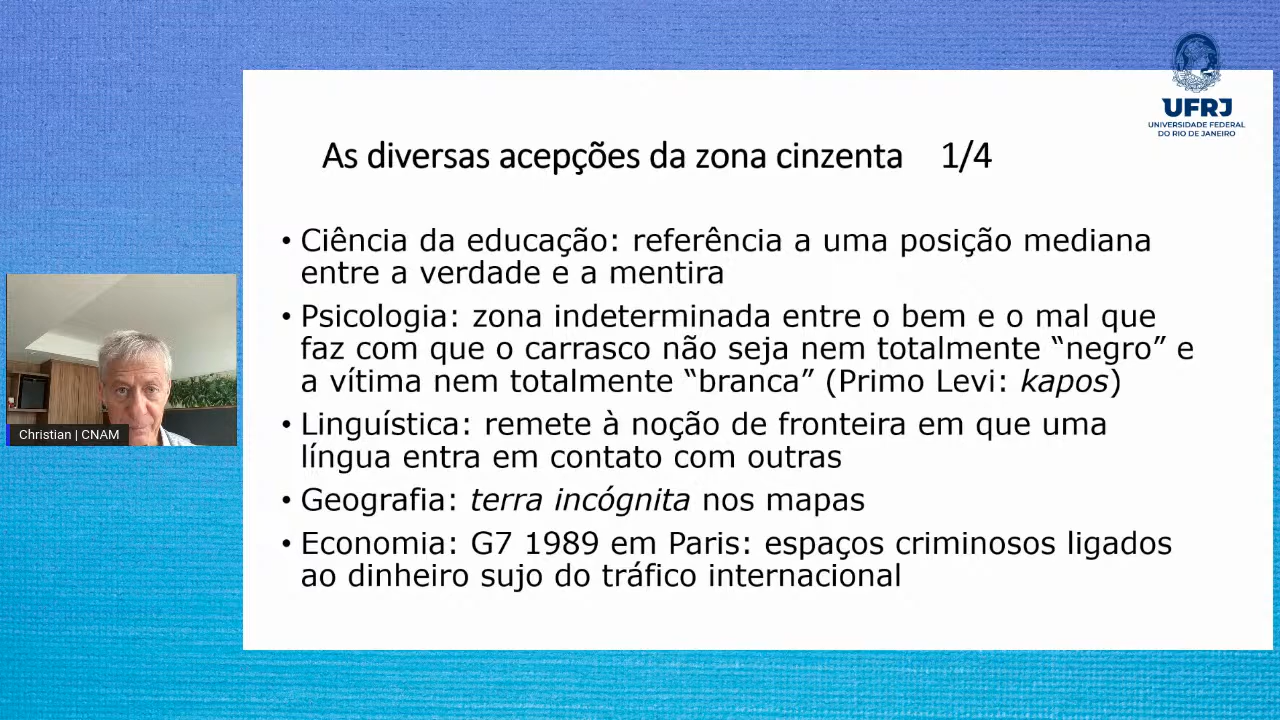 UFRJ
UNIVERSIDADE FEDERAL
DO RIO DE JANEIRO
As diversas acepções da zona cinzenta 1/4
• Ciência da educação: referência a uma posição mediana
entre a verdade e a mentira
• Psicologia: zona indeterminada entre o bem e o mal que
faz com que o carrasco não seja nem totalmente “negro” e
a vítima nem totalmente “branca” (Primo Levi: kapos)
• Linguística: remete à noção de fronteira em que uma
língua entra em contato com outras
• Geografia: terra incógnita nos mapas
• Economia: G7 1989 em Paris: espaços criminosos ligados
ao dinheiro sujo do tráfico internacional
Christian | CNAM